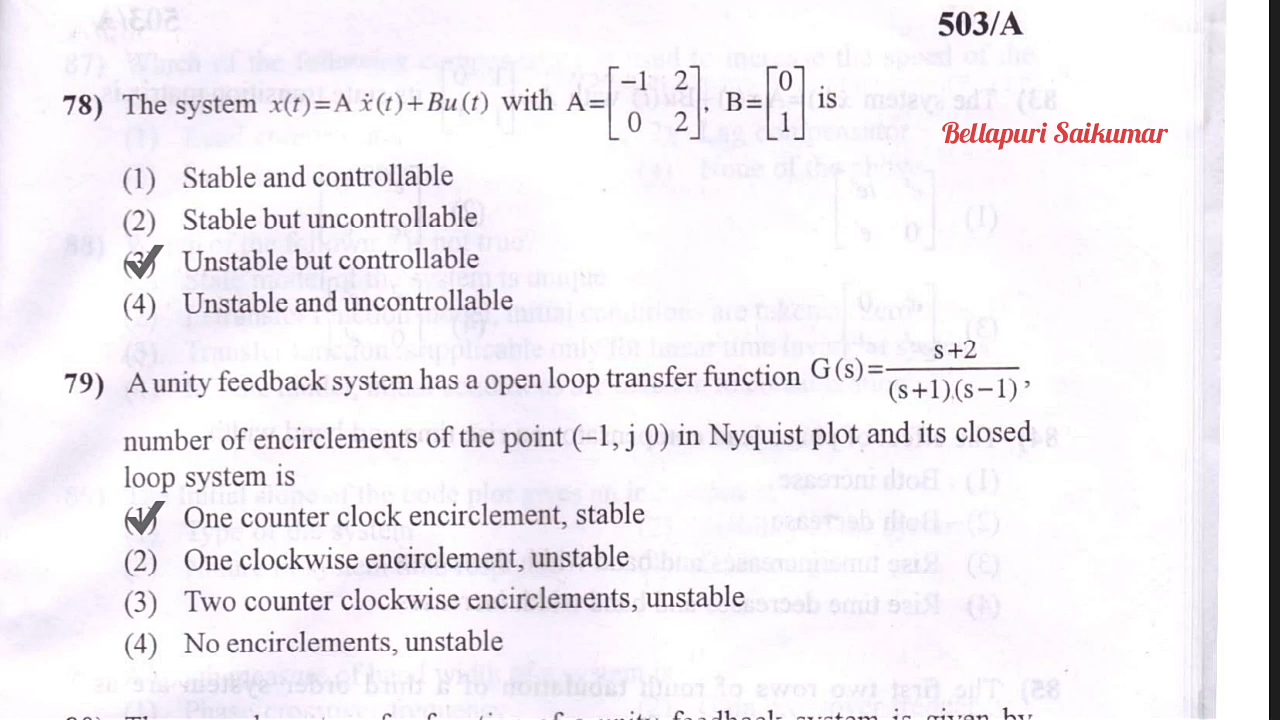 503/A
78) The system x(t)=A ẋ(t)+Bu(t) with A=[−1 2; 0 2] B=[0; 1] is
Bellapuri Saikumar
(1) Stable and controllable
(2) Stable but uncontrollable
(3) Unstable but controllable
(4) Unstable and uncontrollable
79) A unity feedback system has a open loop transfer function G(s)=s+2/(s+1).(s−1),
number of encirclements of the point (−1, j 0) in Nyquist plot and its closed
loop system is
(1) One counter clock encirclement, stable
(2) One clockwise encirclement, unstable
(3) Two counter clockwise encirclements, unstable
(4) No encirclements, unstable